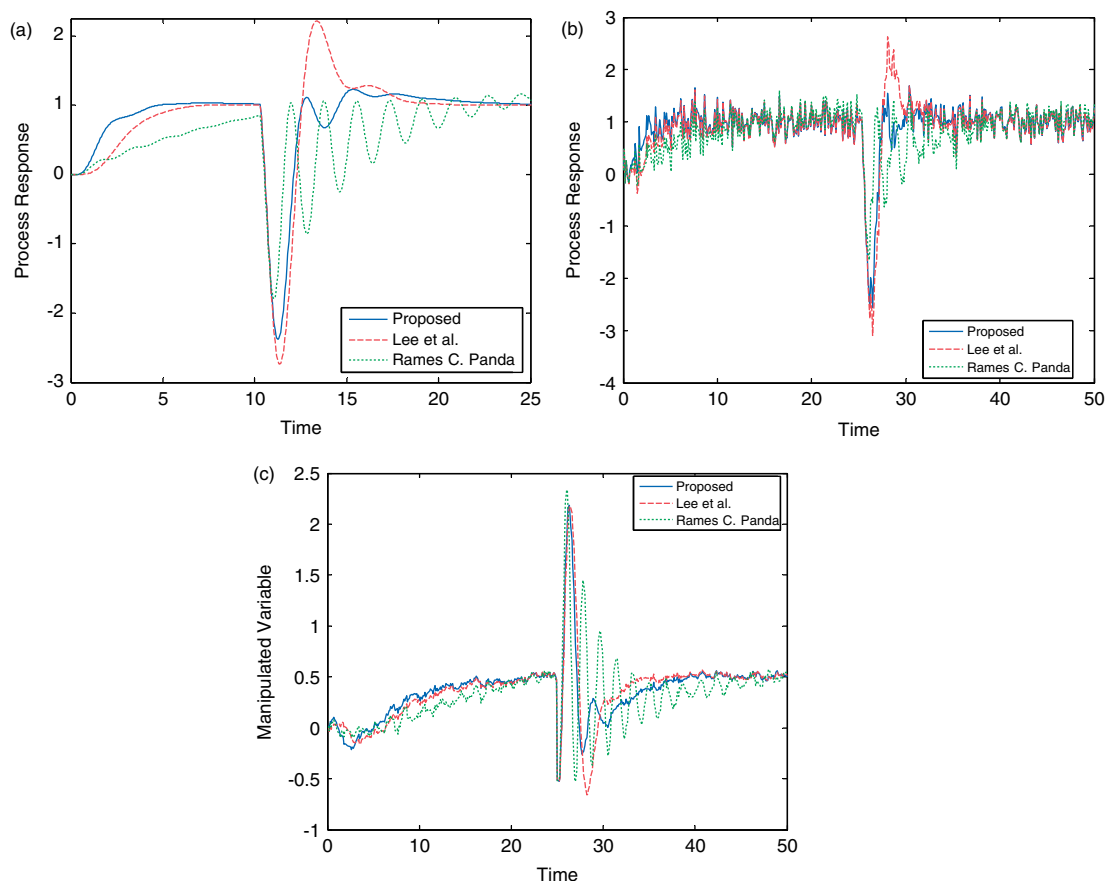 (a)
2
1
0
-1
-2
-3
Process Response
0
5
10
15
20
25
Time
Proposed
Lee et al.
Rames C. Panda
(b)
3
2
1
0
-1
-2
-3
-4
Process Response
0
10
20
30
40
50
Time
Proposed
Lee et al.
Rames C. Panda
(c)
2.5
2
1.5
1
0.5
0
-0.5
-1
Manipulated Variable
0
10
20
30
40
50
Time
Proposed
Lee et al.
Rames C. Panda